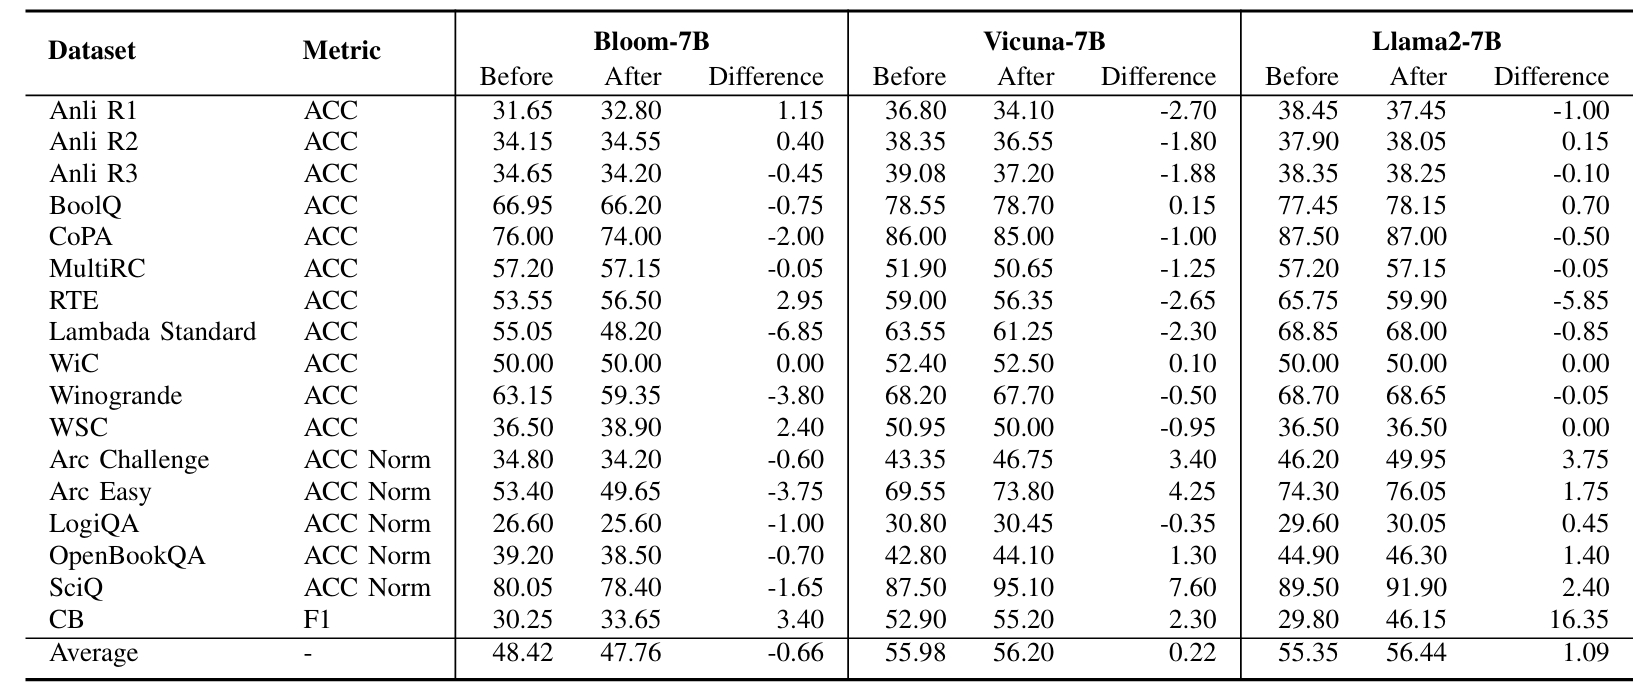 Dataset Metric Bloom-7B Vicuna-7B Llama2-7B
Before After Difference Before After Difference Before After Difference
Anli R1 ACC 31.65 32.80 1.15 36.80 34.10 -2.70 38.45 37.45 -1.00
Anli R2 ACC 34.15 34.55 0.40 38.35 36.55 -1.80 37.90 38.05 0.15
Anli R3 ACC 34.65 34.20 -0.45 39.08 37.20 -1.88 38.35 38.25 -0.10
BoolQ ACC 66.95 66.20 -0.75 78.55 78.70 0.15 77.45 78.15 0.70
CoPA ACC 76.00 74.00 -2.00 86.00 85.00 -1.00 87.50 87.00 -0.50
MultiRC ACC 57.20 57.15 -0.05 51.90 50.65 -1.25 57.20 57.15 -0.05
RTE ACC 53.55 56.50 2.95 59.00 56.35 -2.65 65.75 59.90 -5.85
Lambada Standard ACC 55.05 48.20 -6.85 63.55 61.25 -2.30 68.85 68.00 -0.85
WiC ACC 50.00 50.00 0.00 52.40 52.50 0.10 50.00 50.00 0.00
Winogrande ACC 63.15 59.35 -3.80 68.20 67.70 -0.50 68.70 68.65 -0.05
WSC ACC 36.50 38.90 2.40 50.95 50.00 -0.95 36.50 36.50 0.00
Arc Challenge ACC Norm 34.80 34.20 -0.60 43.35 46.75 3.40 46.20 49.95 3.75
Arc Easy ACC Norm 53.40 49.65 -3.75 69.55 73.80 4.25 74.30 76.05 1.75
LogiQA ACC Norm 26.60 25.60 -1.00 30.80 30.45 -0.35 29.60 30.05 0.45
OpenBookQA ACC Norm 39.20 38.50 -0.70 42.80 44.10 1.30 44.90 46.30 1.40
SciQ ACC Norm 80.05 78.40 -1.65 87.50 95.10 7.60 89.50 91.90 2.40
CB F1 30.25 33.65 3.40 52.90 55.20 2.30 29.80 46.15 16.35
Average - 48.42 47.76 -0.66 55.98 56.20 0.22 55.35 56.44 1.09